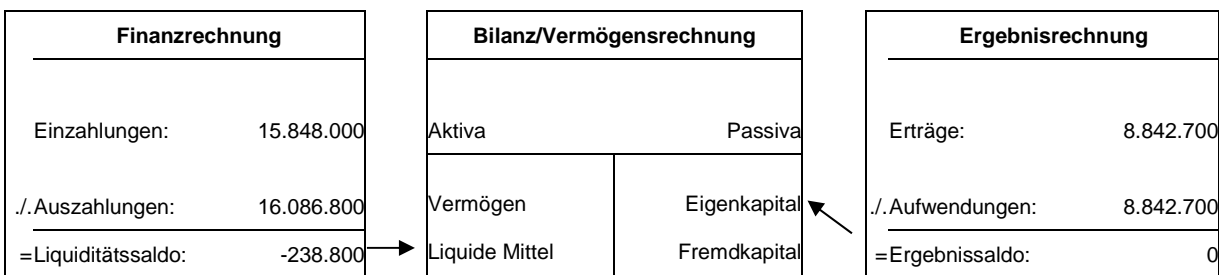 Finanzrechnung
Einzahlungen: 15.848.000
./. Auszahlungen: 16.086.800
=Liquiditätssaldo: -238.800
Bilanz/Vermögensrechnung
Aktiva Passiva
Vermögen Eigenkapital
Liquide Mittel Fremdkapital
Ergebnisrechnung
Erträge: 8.842.700
./. Aufwendungen: 8.842.700
=Ergebnissaldo: 0